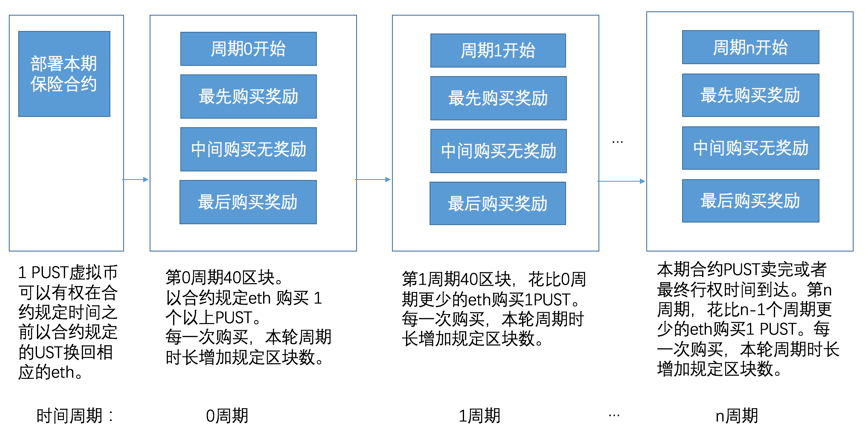 部署本期
保险合约
周期0开始
最先购买奖励
中间购买无奖励
最后购买奖励
周期1开始
最先购买奖励
中间购买无奖励
最后购买奖励
...
周期n开始
最先购买奖励
中间购买无奖励
最后购买奖励
1 PUST虚拟币
可以有权在合
约规定时间之
前以合约规定
的UST换回相
应的eth。
第0周期40区块。
以合约规定eth 购买 1
个以上PUST。
每一次购买，本轮周期
时长增加规定区块数。
第1周期40区块，花比0周
期更少的eth购买1PUST。
每一次购买，本轮周期时
长增加规定区块数。
本期合约PUST卖完或者
最终行权时间到达。第n
周期，花比n-1个周期更
少的eth购买1 PUST。每
一次购买，本轮周期时长
增加规定区块数。
时间周期：
0周期
1周期
...
n周期